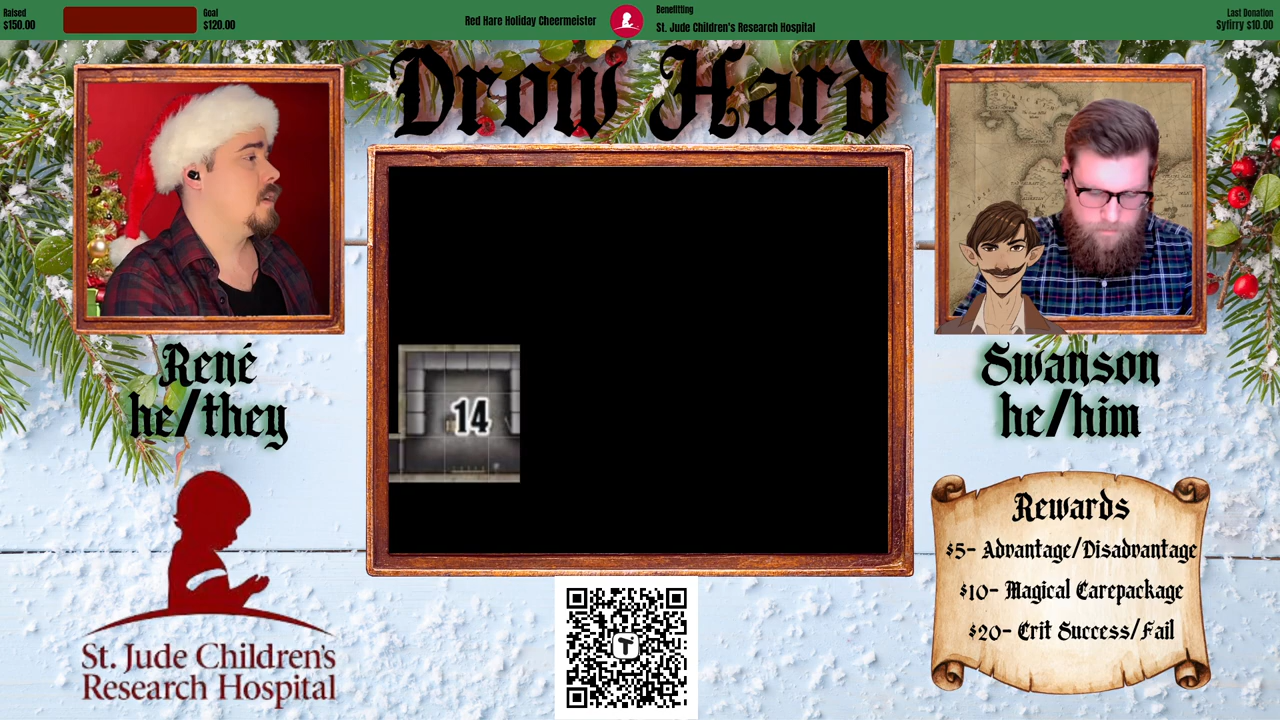 Raised
$150.00
Goal
$120.00
Red Hare Holiday Cheermeister
Benefitting
St. Jude Children's Research Hospital
Last Donation
Syfirry $10.00
Drow Hard
14
René
he/they
Swanson
he/him
St. Jude Children's
Research Hospital
T
Rewards
$5- Advantage/Disadvantage
$10- Magical Carepackage
$20- Crit Success/Fail